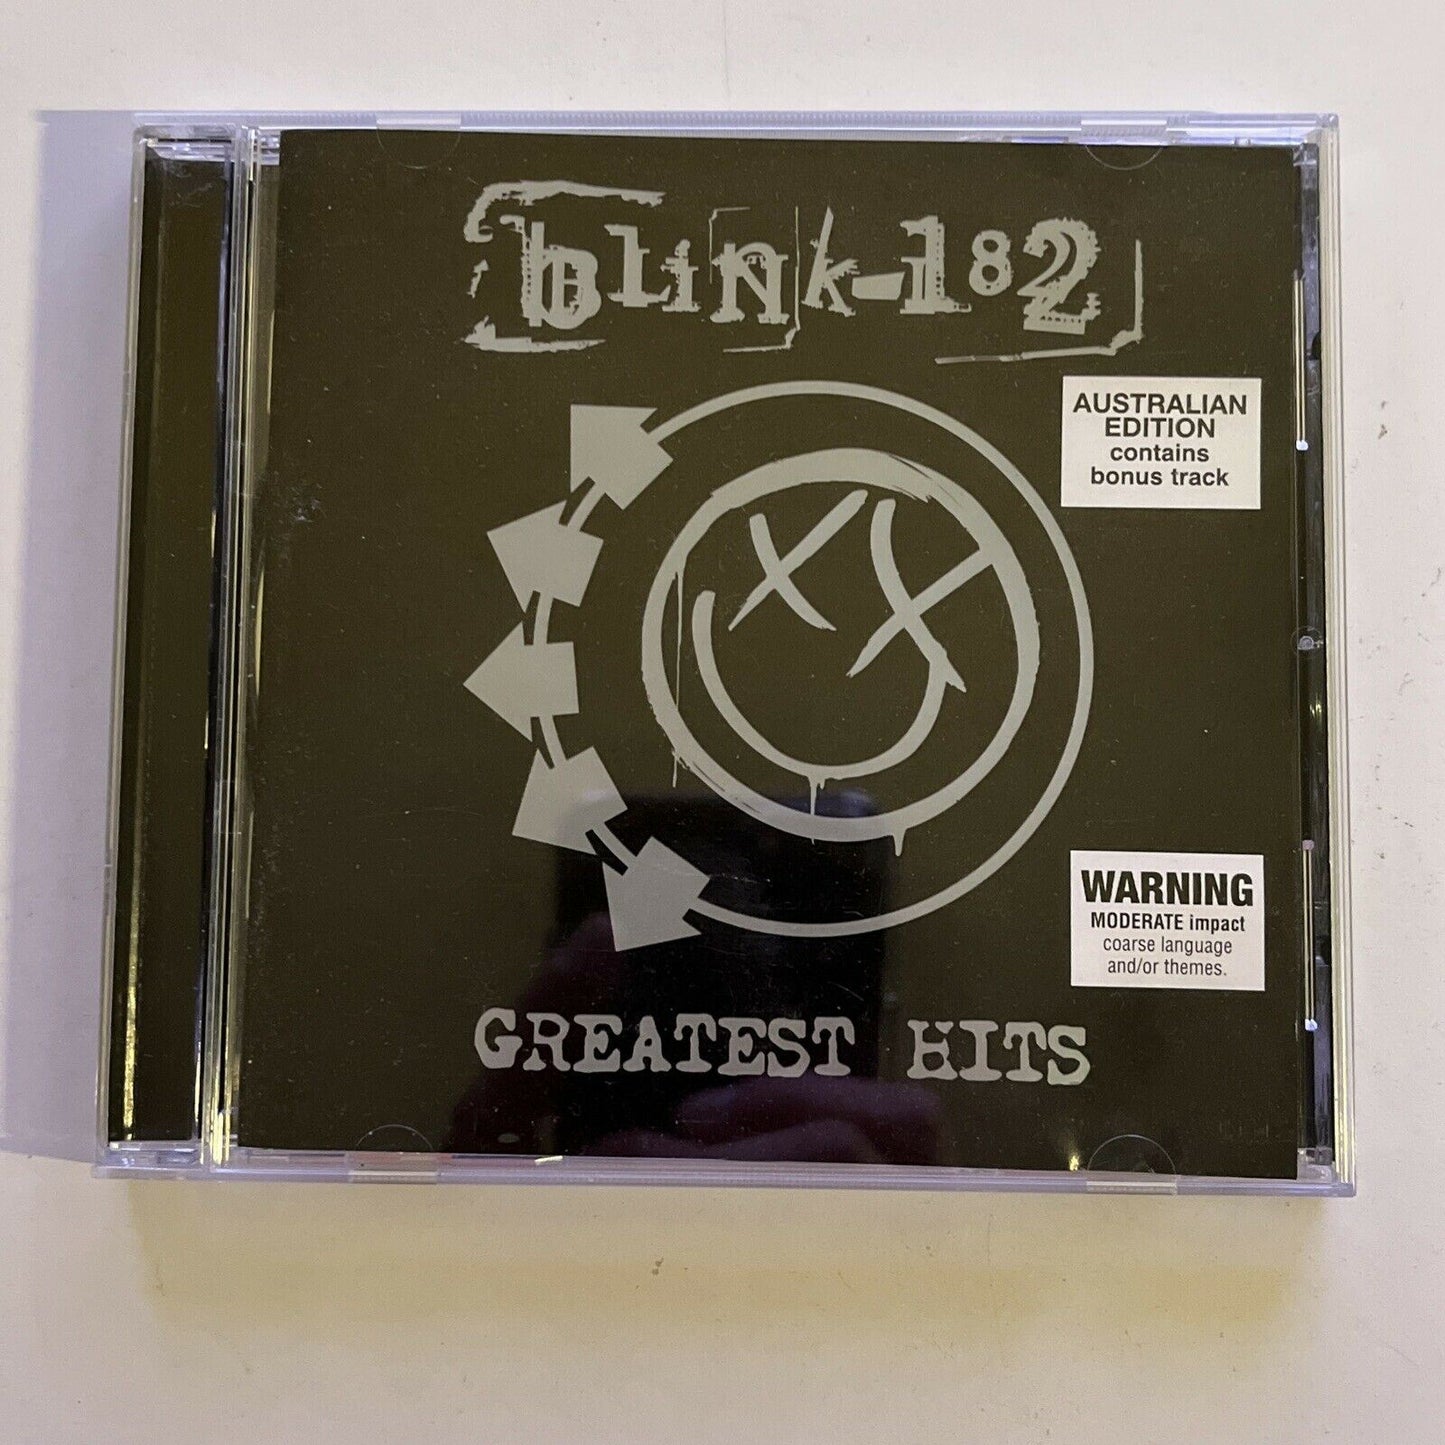 blink-182
AUSTRALIAN
EDITION
contains
bonus track
WARNING
MODERATE impact
coarse language
and/or themes.
GREATEST HITS